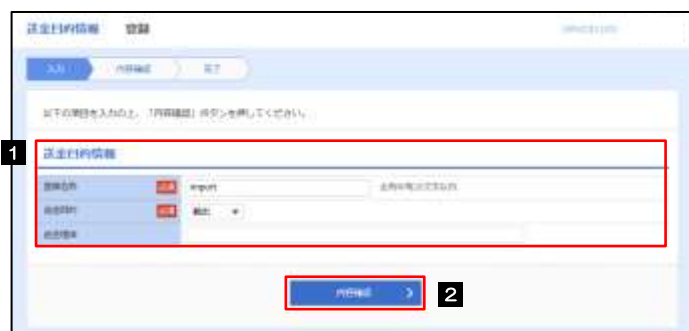 送金目的情報 登録
入力 内容確認 完了
以下の項目を入力の上、「内容確認」ボタンを押してください。
1
送金目的情報
登録名称 必須 import
送金目的 必須
送金理由
内容確認
2